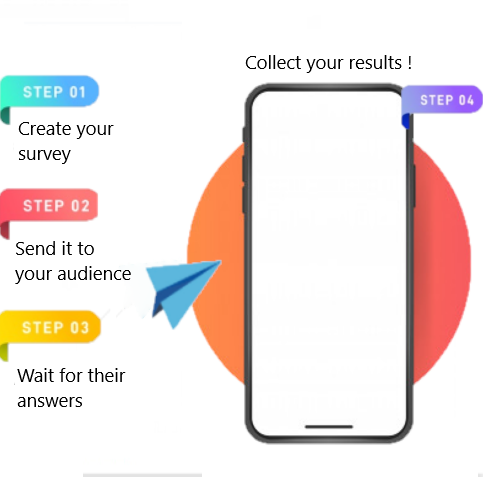 STEP 01
Create your
survey
STEP 02
Send it to
your audience
STEP 03
Wait for their
answers
Collect your results !
STEP 04